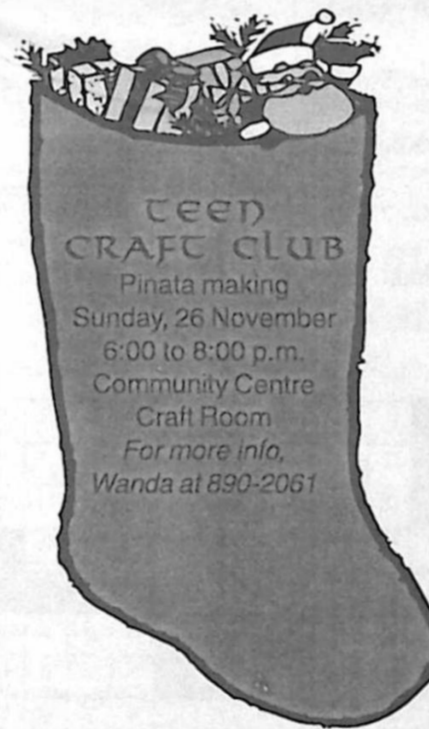 TEEN
CRAFT CLUB
Pinata making
Sunday, 26 November
6:00 to 8:00 p.m.
Community Centre
Craft Room
For more info,
Wanda at 890-2061